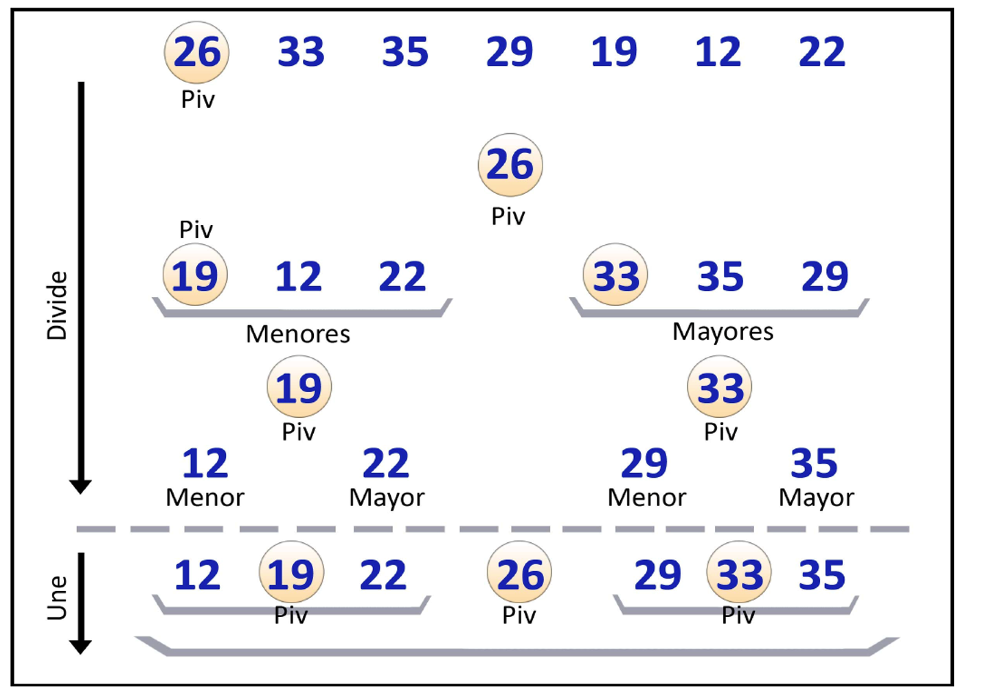 26 33 35 29 19 12 22
Piv
26
Piv
Piv
19 12 22 33 35 29
Menores Mayores
Divide
19 33
Piv Piv
12 22 29 35
Menor Mayor Menor Mayor
12 19 22 26 29 33 35
Une
Piv Piv Piv